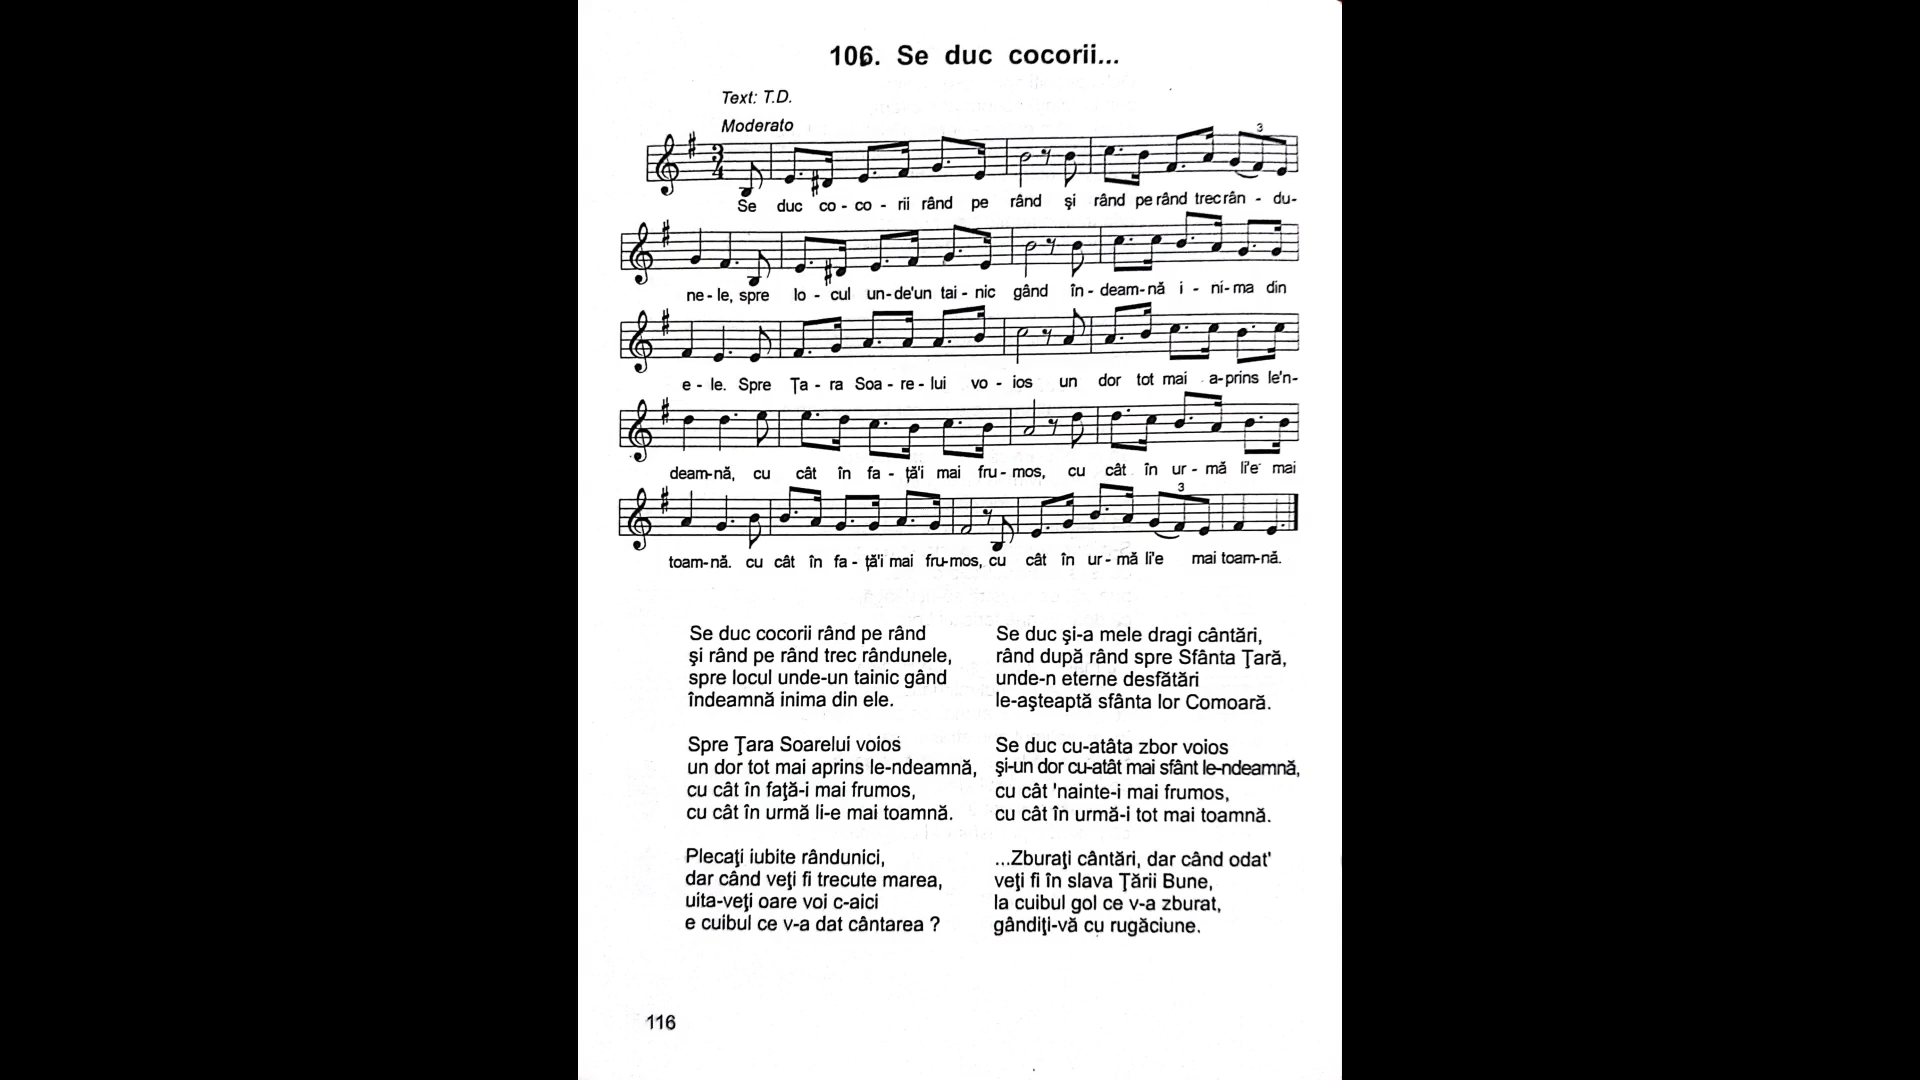 106. Se duc cocorii...
Text: T.D.
Moderato
3
3
4
Se duc co - co - rii rând pe rând şi rând pe rând trec rân - du-
ne - le, spre lo - cul un-de'un tai - nic gând în - deam-nă i - ni-ma din
e - le. Spre Ţa - ra Soa - re - lui vo - ios un dor tot mai a-prins le'n-
deam-nă, cu cât în fa - ţă'i mai fru - mos, cu cât în ur - mă li'e mai
3
toam-nă. cu cât în fa - ţă'i mai fru-mos, cu cât în ur - mă li'e mai toam-nă.
Se duc cocorii rând pe rând
şi rând pe rând trec rândunele,
spre locul unde-un tainic gând
îndeamnă inima din ele.
Spre Ţara Soarelui voios
un dor tot mai aprins le-ndeamnă,
cu cât în faţă-i mai frumos,
cu cât în urmă li-e mai toamnă.
Plecaţi iubite rândunici,
dar când veţi fi trecute marea,
uita-veţi oare voi c-aici
e cuibul ce v-a dat cântarea ?
Se duc şi-a mele dragi cântări,
rând după rând spre Sfânta Ţară,
unde-n eterne desfătări
le-aşteaptă sfânta lor Comoară.
Se duc cu-atâta zbor voios
şi-un dor cu-atât mai sfânt le-ndeamnă,
cu cât 'nainte-i mai frumos,
cu cât în urmă-i tot mai toamnă.
...Zburaţi cântări, dar când odat'
veţi fi în slava Ţării Bune,
la cuibul gol ce v-a zburat,
gândiţi-vă cu rugăciune.
116